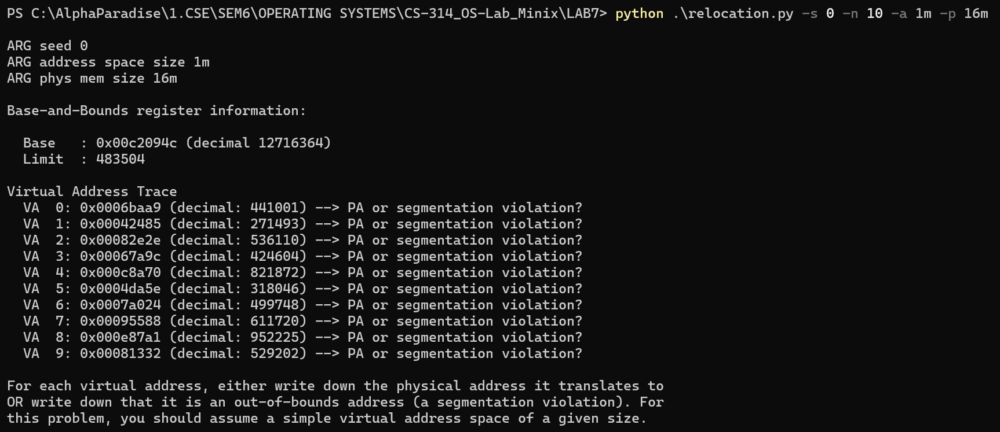 PS C:\AlphaParadise\1.CSE\SEM6\OPERATING SYSTEMS\CS-314_OS-Lab_Minix\LAB7> python .\relocation.py -s 0 -n 10 -a 1m -p 16m
ARG seed 0
ARG address space size 1m
ARG phys mem size 16m
Base-and-Bounds register information:
Base   : 0x00c2094c (decimal 12716364)
Limit  : 483504
Virtual Address Trace
VA  0: 0x0006baa9 (decimal: 441001) --> PA or segmentation violation?
VA  1: 0x00042485 (decimal: 271493) --> PA or segmentation violation?
VA  2: 0x00082e2e (decimal: 536110) --> PA or segmentation violation?
VA  3: 0x00067a9c (decimal: 424604) --> PA or segmentation violation?
VA  4: 0x000c8a70 (decimal: 821872) --> PA or segmentation violation?
VA  5: 0x0004da5e (decimal: 318046) --> PA or segmentation violation?
VA  6: 0x0007a024 (decimal: 499748) --> PA or segmentation violation?
VA  7: 0x00095588 (decimal: 611720) --> PA or segmentation violation?
VA  8: 0x000e87a1 (decimal: 952225) --> PA or segmentation violation?
VA  9: 0x00081332 (decimal: 529202) --> PA or segmentation violation?
For each virtual address, either write down the physical address it translates to
OR write down that it is an out-of-bounds address (a segmentation violation). For
this problem, you should assume a simple virtual address space of a given size.